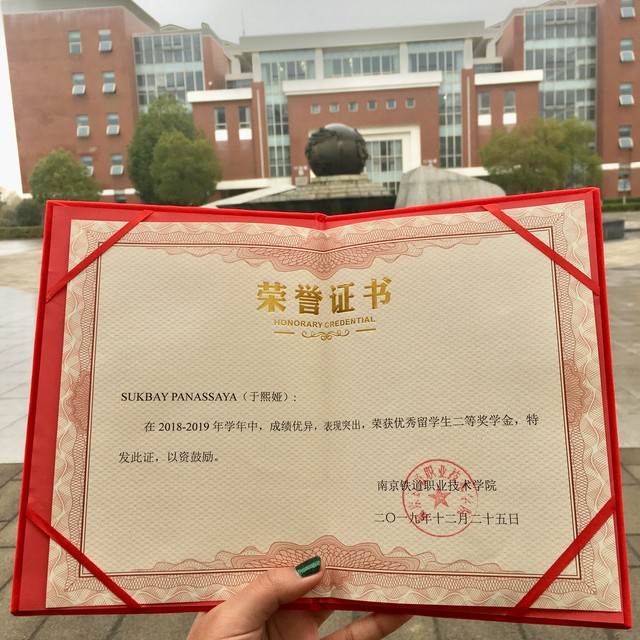 荣誉证书
HONORARY CREDENTIAL
SUKBAY PANASSAYA（于熙娅）:
在 2018-2019 年学年中，成绩优异，表现突出，荣获优秀留学生二等奖学金，特
发此证，以资鼓励。
南京铁道职业技术学院
二〇一九年十二月二十五日